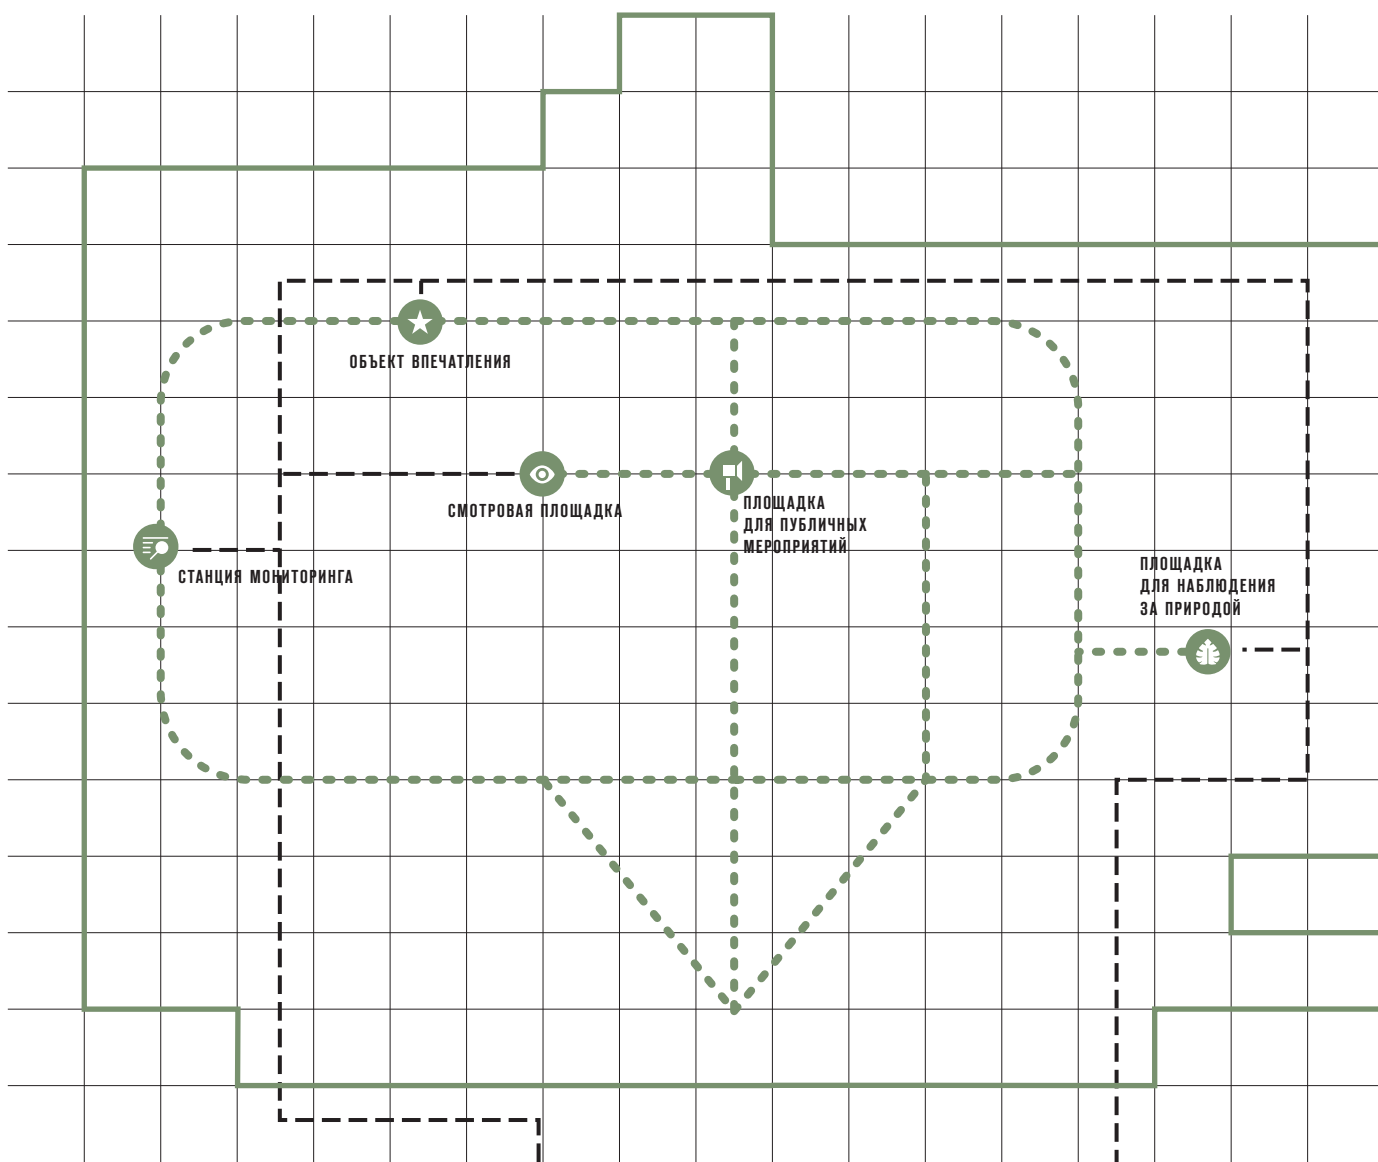 ОБЪЕКТ ВПЕЧАТЛЕНИЯ
СМОТРОВАЯ ПЛОЩАДКА
ПЛОЩАДКА
ДЛЯ ПУБЛИЧНЫХ
МЕРОПРИЯТИЙ
СТАНЦИЯ МОНИТОРИНГА
ПЛОЩАДКА
ДЛЯ НАБЛЮДЕНИЯ
ЗА ПРИРОДОЙ